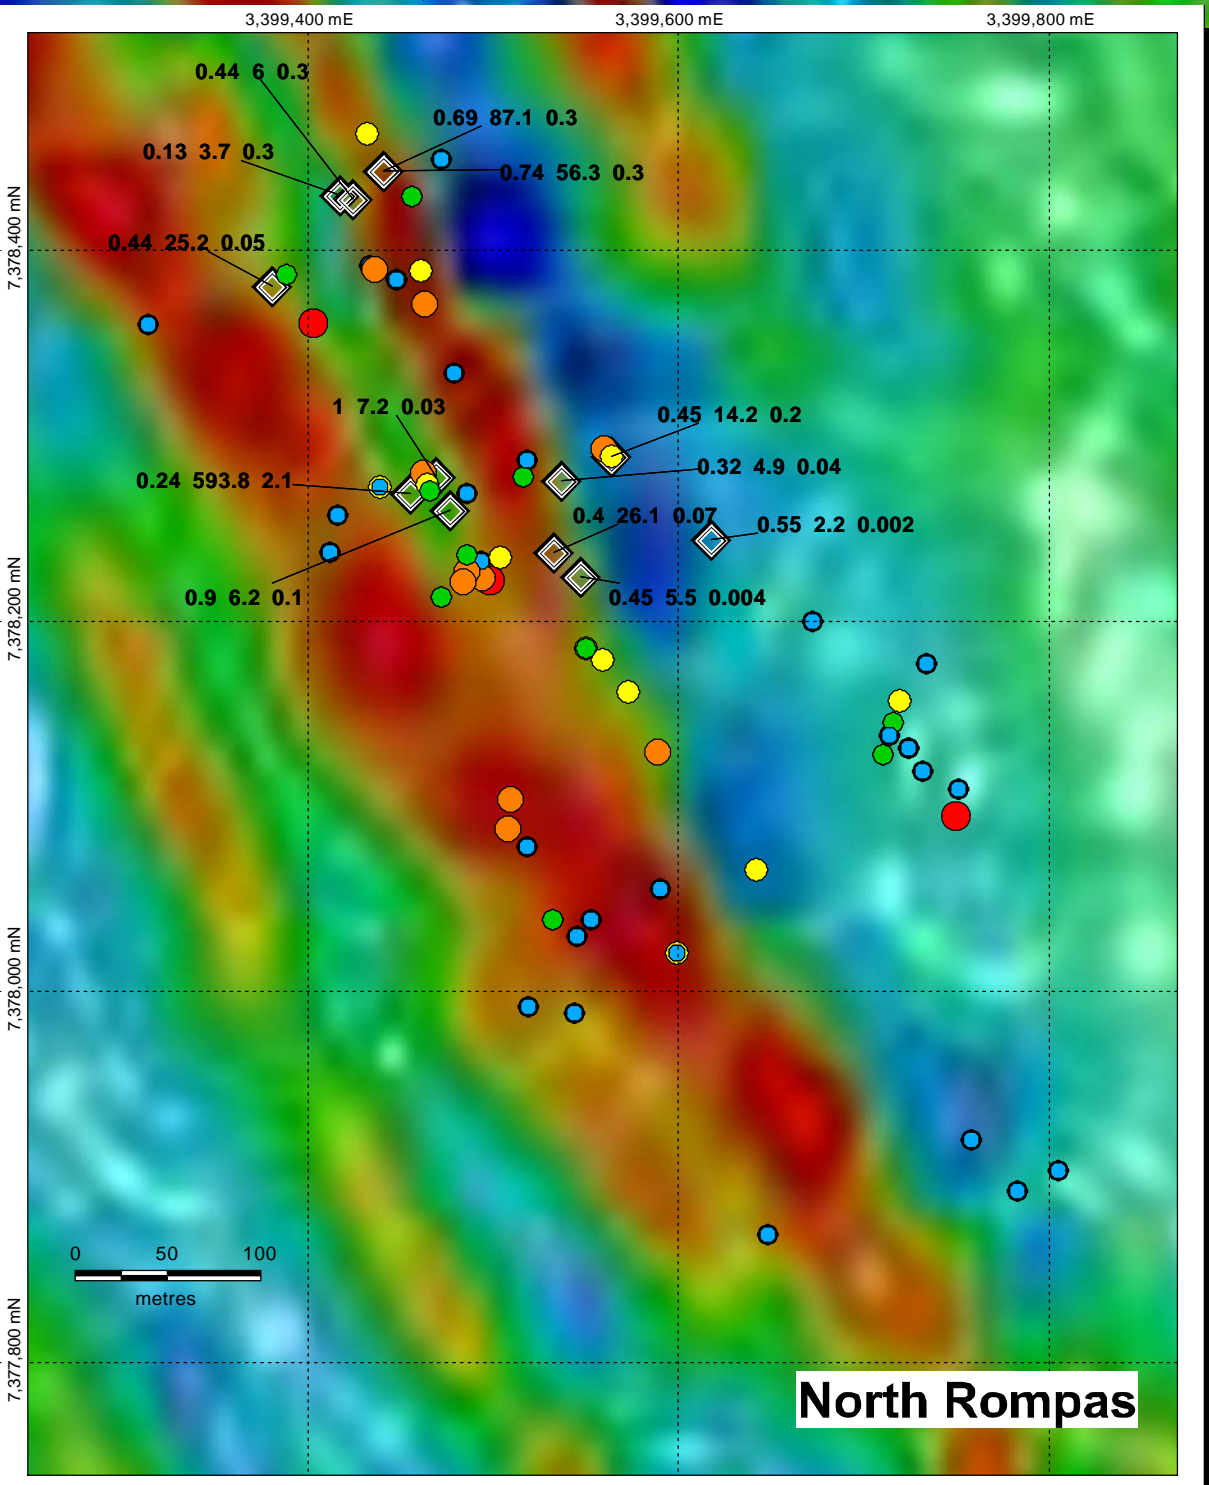 3,399,400 mE 3,399,600 mE 3,399,800 mE
0.44 6 0.3
0.69 87.1 0.3
0.13 3.7 0.3
0.74 56.3 0.3
7,378,400 mN
0.44 25.2 0.05
1 7.2 0.03
0.45 14.2 0.2
0.32 4.9 0.04
0.24 593.8 2.1
0.4 26.1 0.07
0.55 2.2 0.002
7,378,200 mN
0.9 6.2 0.1
0.45 5.5 0.004
7,378,000 mN
0 50 100
metres
7,377,800 mN
North Rompas